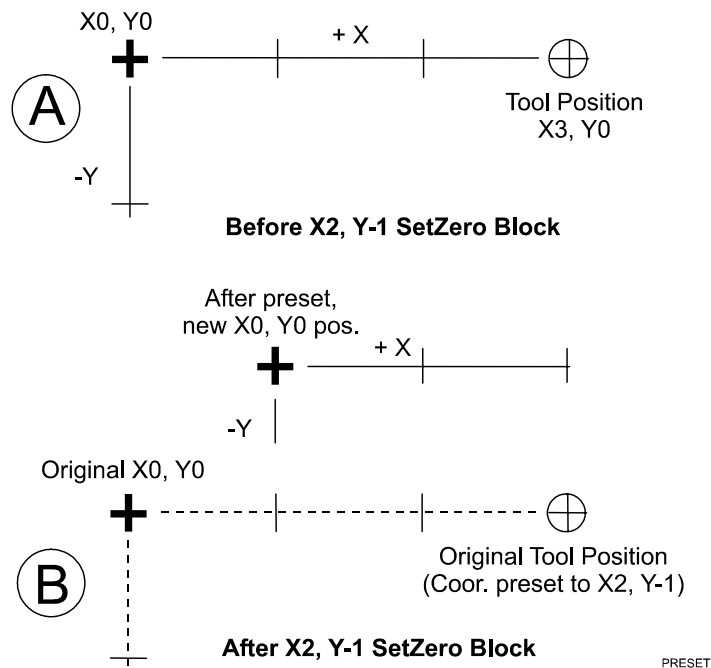 X0, Y0
+ X
A
Tool Position
X3, Y0
-Y
Before X2, Y-1 SetZero Block
After preset,
new X0, Y0 pos.
+ X
-Y
Original X0, Y0
B
Original Tool Position
(Coor. preset to X2, Y-1)
After X2, Y-1 SetZero Block
PRESET